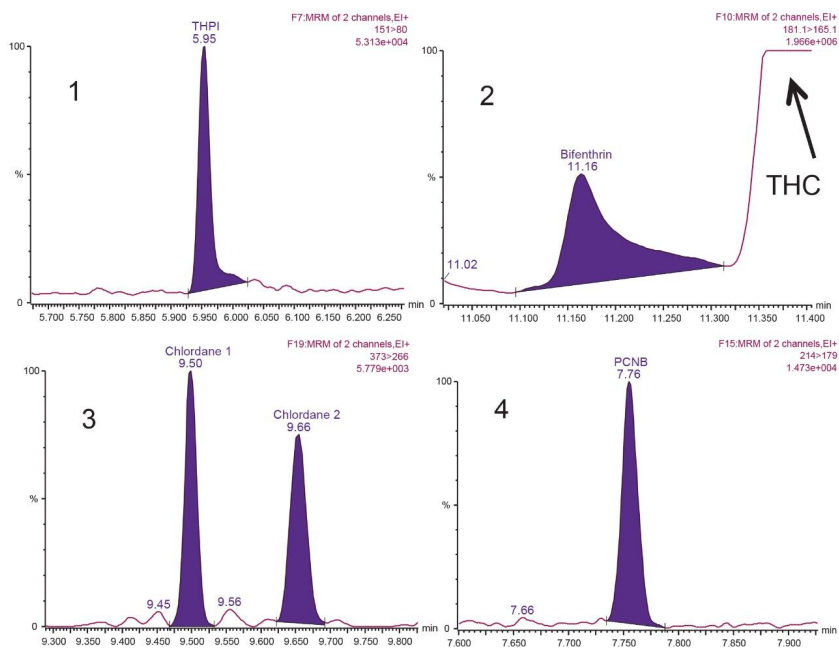 1
THPI
5.95
F7:MRM of 2 channels,EI+
151>80
5.313e+004
100
%
0
5.700 5.750 5.800 5.850 5.900 5.950 6.000 6.050 6.100 6.150 6.200 6.250 min
2
F10:MRM of 2 channels,EI+
181.1>165.1
1.966e+006
100
%
0
Bifenthrin
11.16
THC
11.02
11.050 11.100 11.150 11.200 11.250 11.300 11.350 11.400 min
3
Chlordane 1
9.50
F19:MRM of 2 channels,EI+
373>266
5.779e+003
100
%
0
Chlordane 2
9.66
9.45
9.56
9.300 9.350 9.400 9.450 9.500 9.550 9.600 9.650 9.700 9.750 9.800 min
4
PCNB
7.76
F15:MRM of 2 channels,EI+
214>179
1.473e+004
100
%
0
7.66
7.600 7.650 7.700 7.750 7.800 7.850 7.900 min